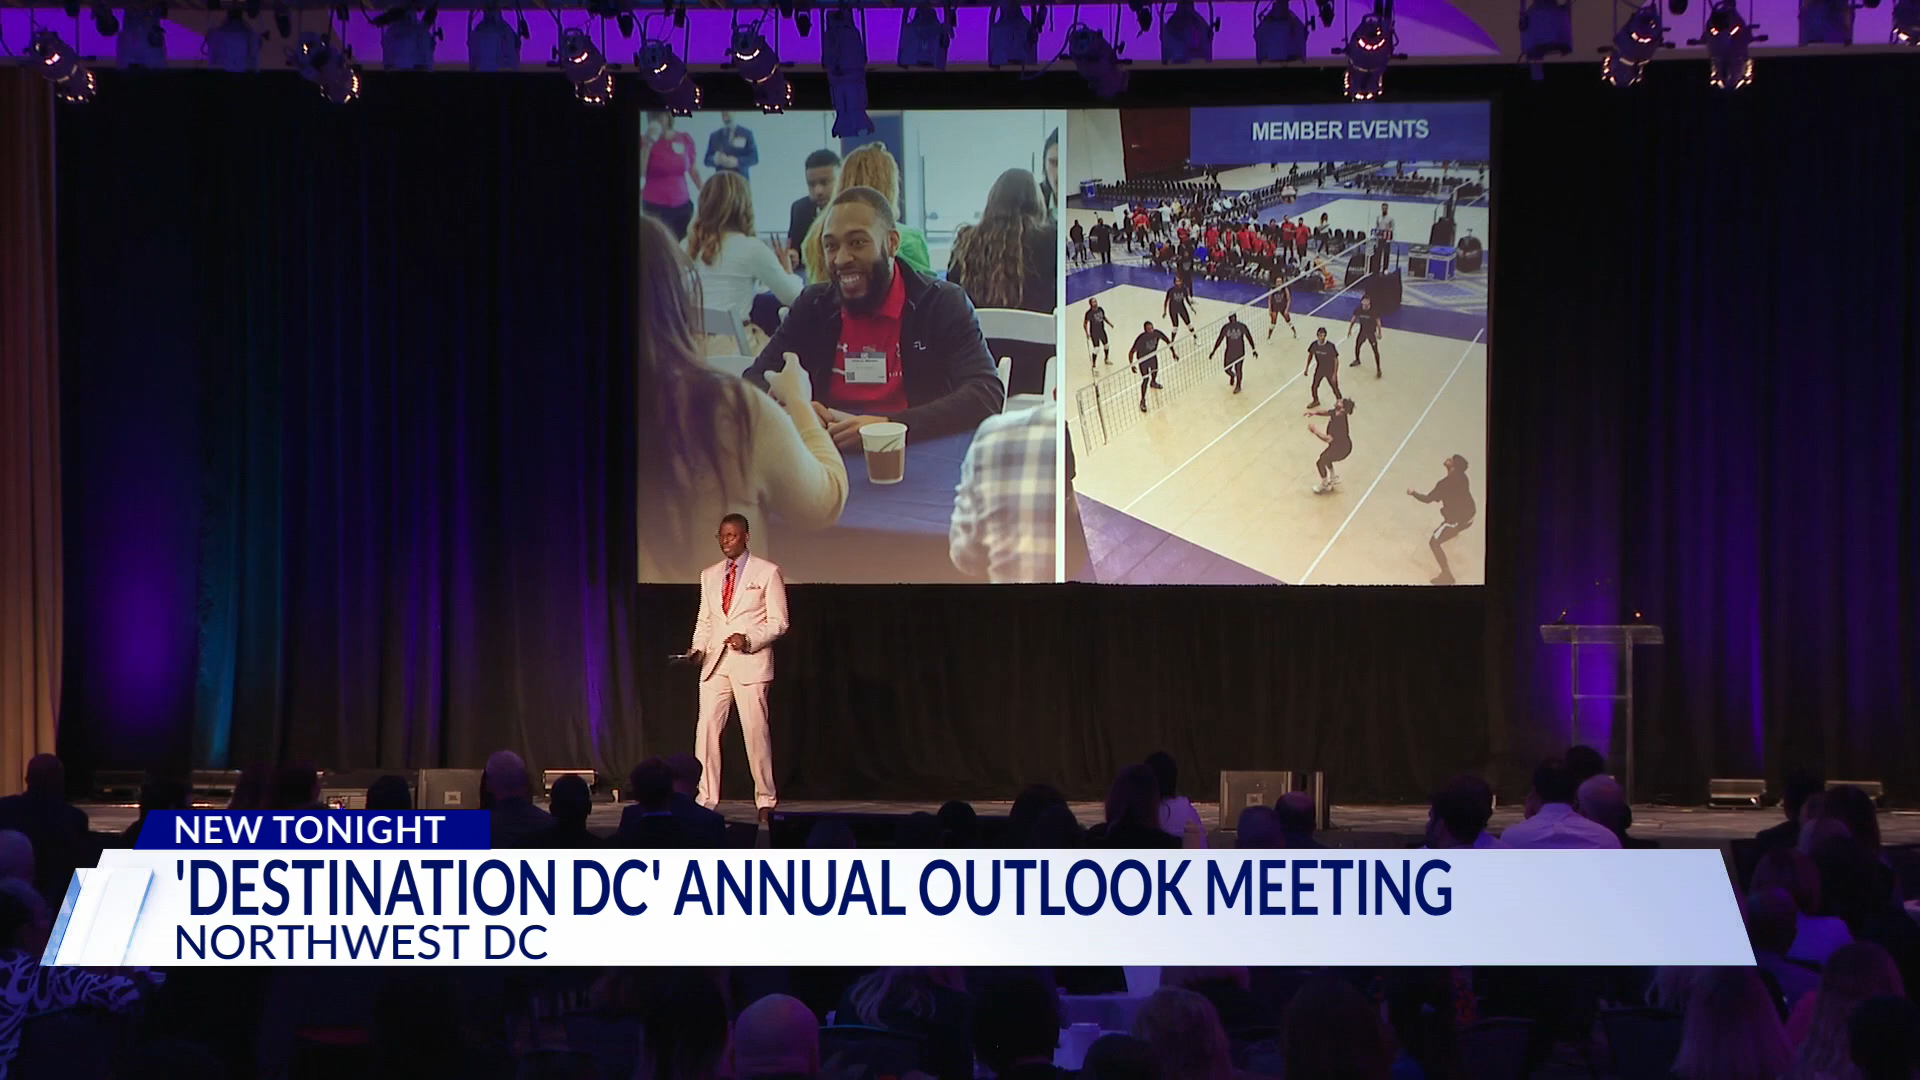 MEMBER EVENTS
NEW TONIGHT
'DESTINATION DC' ANNUAL OUTLOOK MEETING
NORTHWEST DC